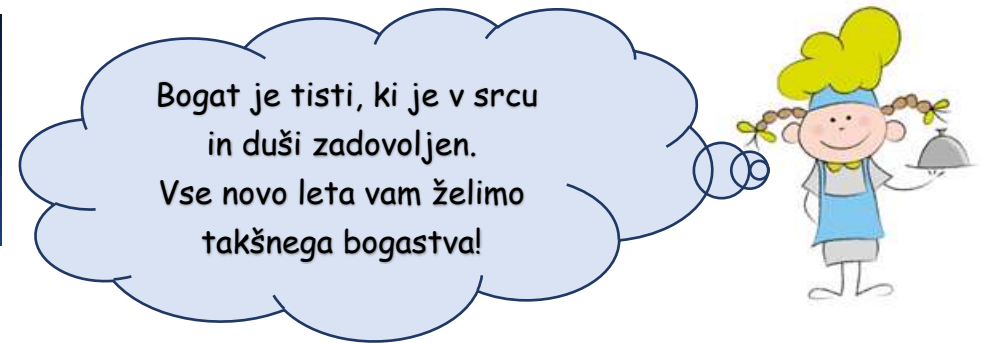 Bogat je tisti, ki je v srcu
in duši zadovoljen.
Vse novo leta vam želimo
takšnega bogastva!